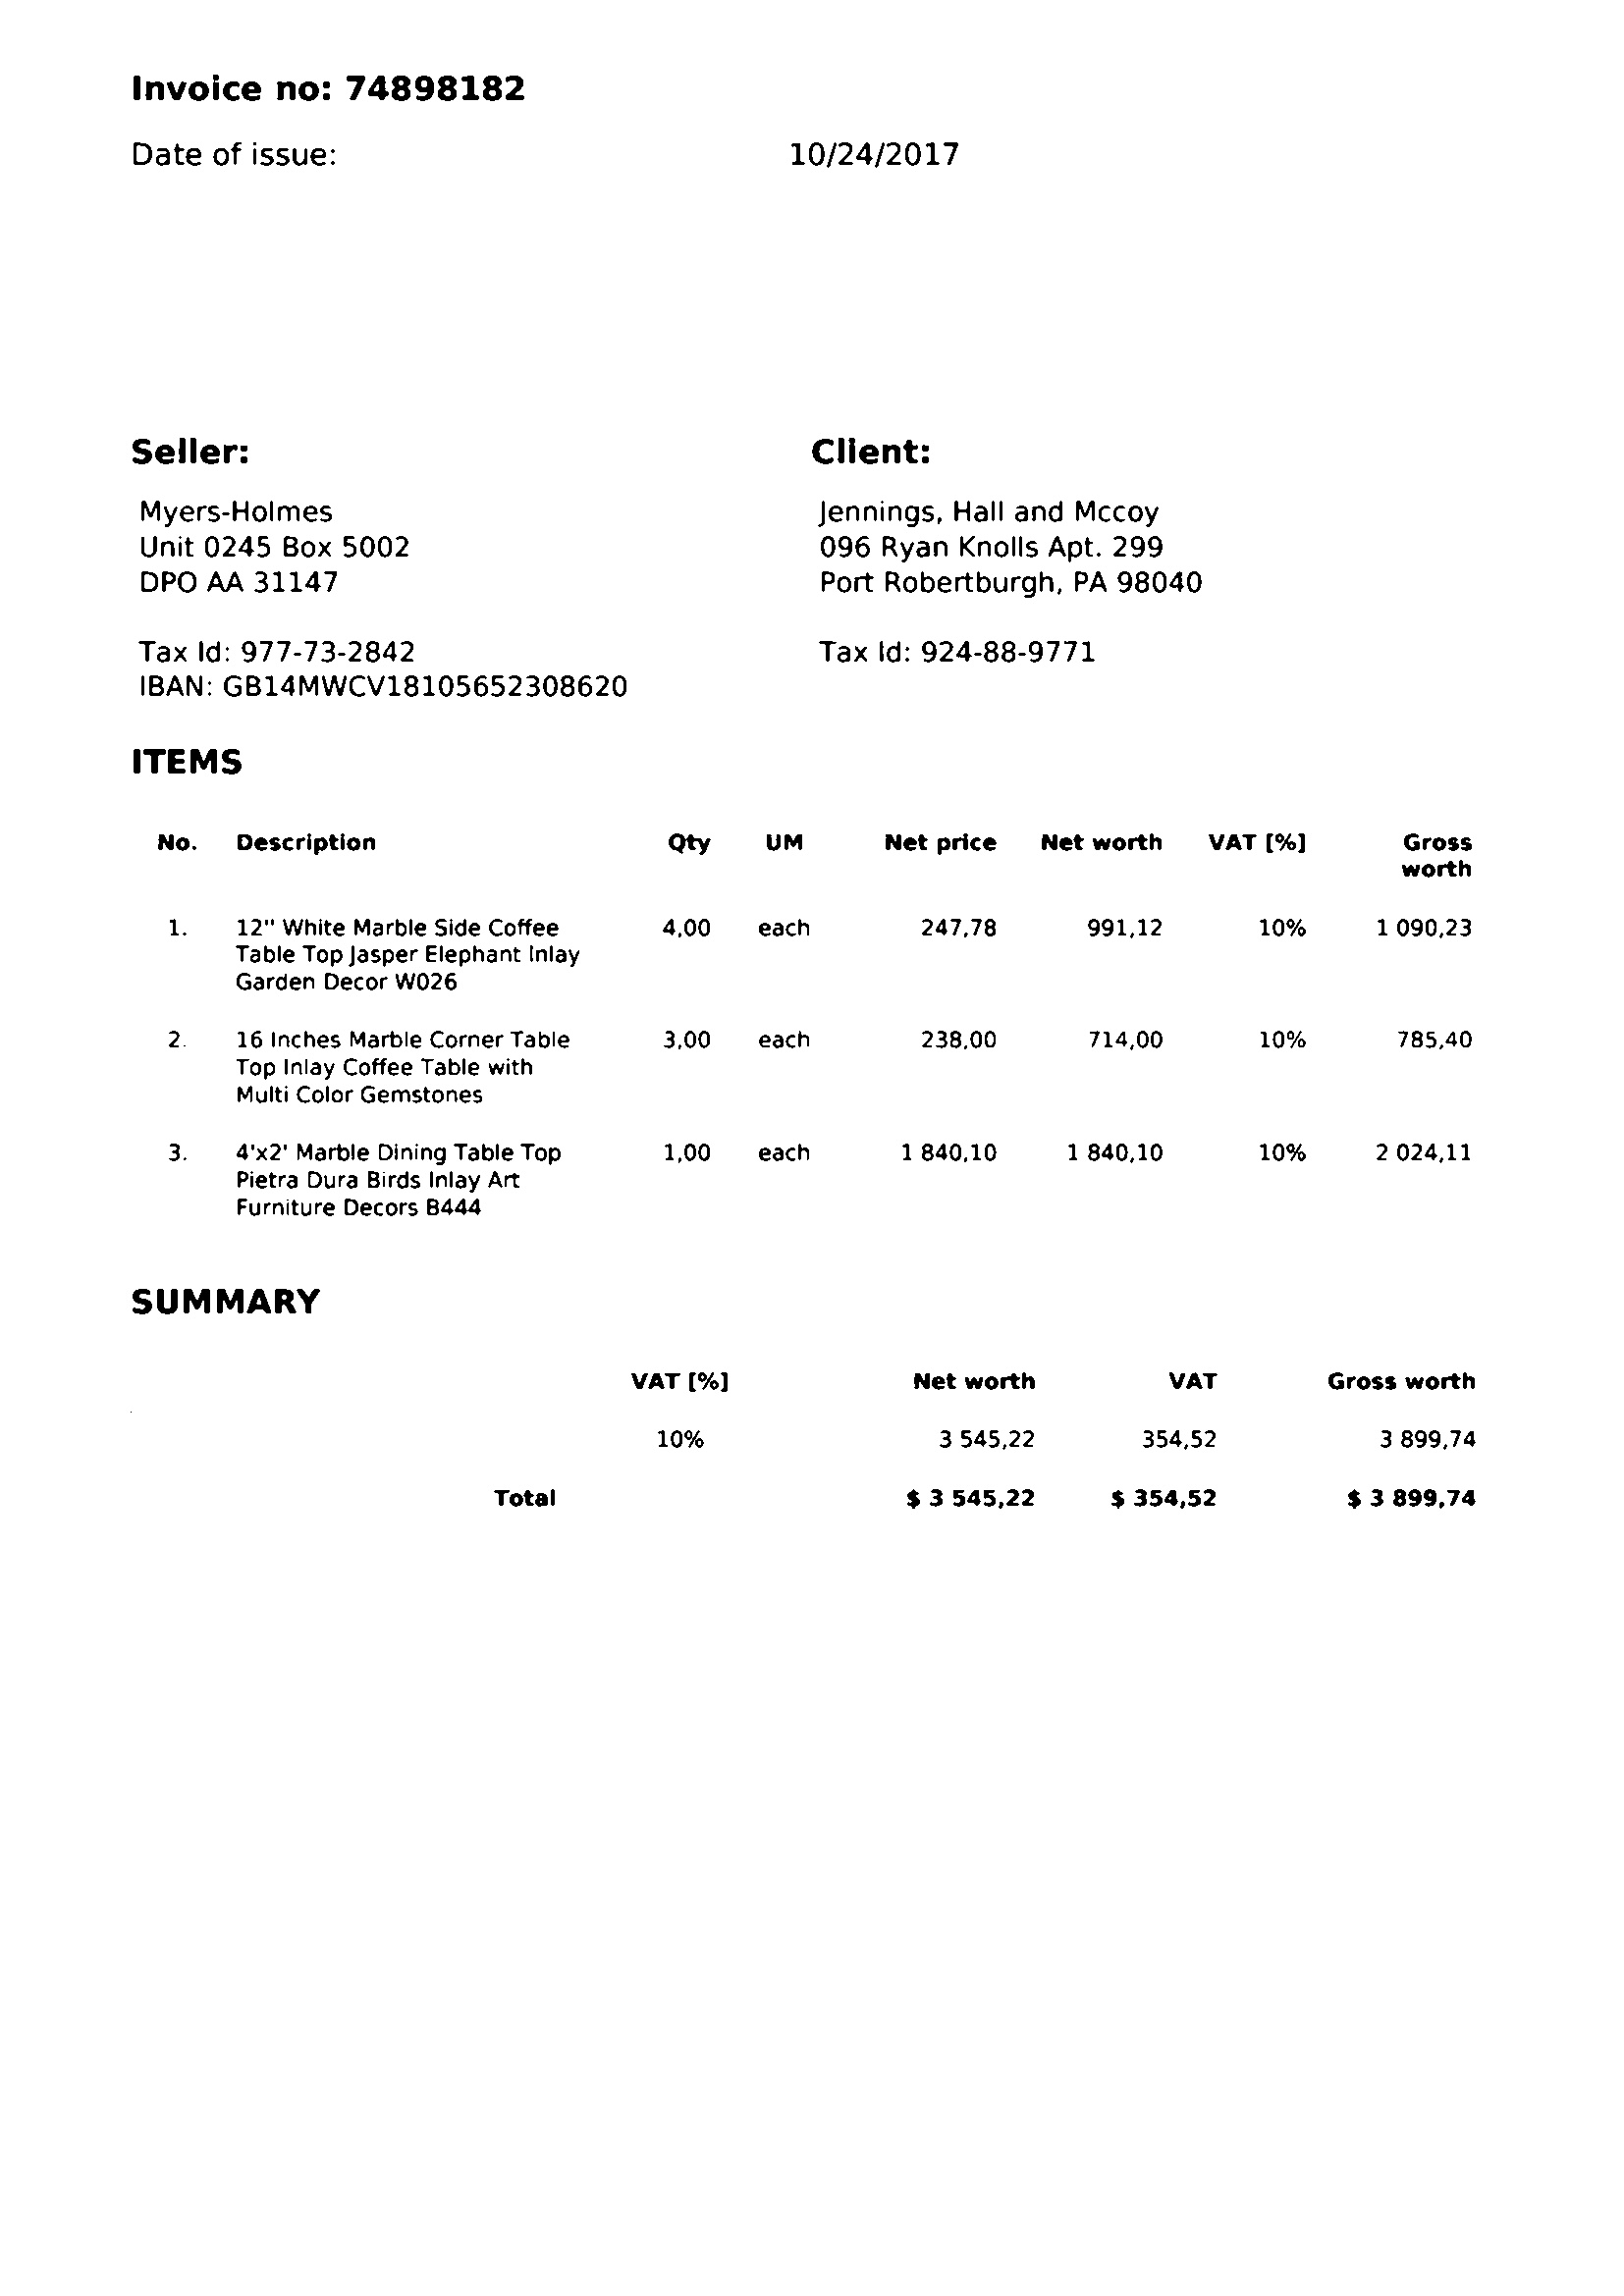 Invoice no: 74898182
Date of issue: 10/24/2017
Seller:
Myers-Holmes
Unit 0245 Box 5002
DPO AA 31147
Tax Id: 977-73-2842
IBAN: GB14MWCV18105652308620
Client:
Jennings, Hall and Mccoy
096 Ryan Knolls Apt. 299
Port Robertburgh, PA 98040
Tax Id: 924-88-9771
ITEMS
No. Description Qty UM Net price Net worth VAT [%] Gross
worth
1. 12" White Marble Side Coffee 4,00 each 247,78 991,12 10% 1 090,23
Table Top Jasper Elephant Inlay
Garden Decor W026
2. 16 Inches Marble Corner Table 3,00 each 238,00 714,00 10% 785,40
Top Inlay Coffee Table with
Multi Color Gemstones
3. 4'x2' Marble Dining Table Top 1,00 each 1 840,10 1 840,10 10% 2 024,11
Pietra Dura Birds Inlay Art
Furniture Decors B444
SUMMARY
VAT [%] Net worth VAT Gross worth
10% 3 545,22 354,52 3 899,74
Total $ 3 545,22 $ 354,52 $ 3 899,74